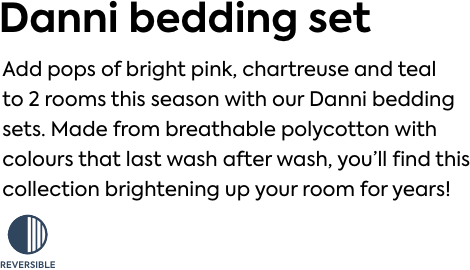 Danni bedding set
Add pops of bright pink, chartreuse and teal
to 2 rooms this season with our Danni bedding
sets. Made from breathable polycotton with
colours that last wash after wash, you’ll find this
collection brightening up your room for years!
REVERSIBLE